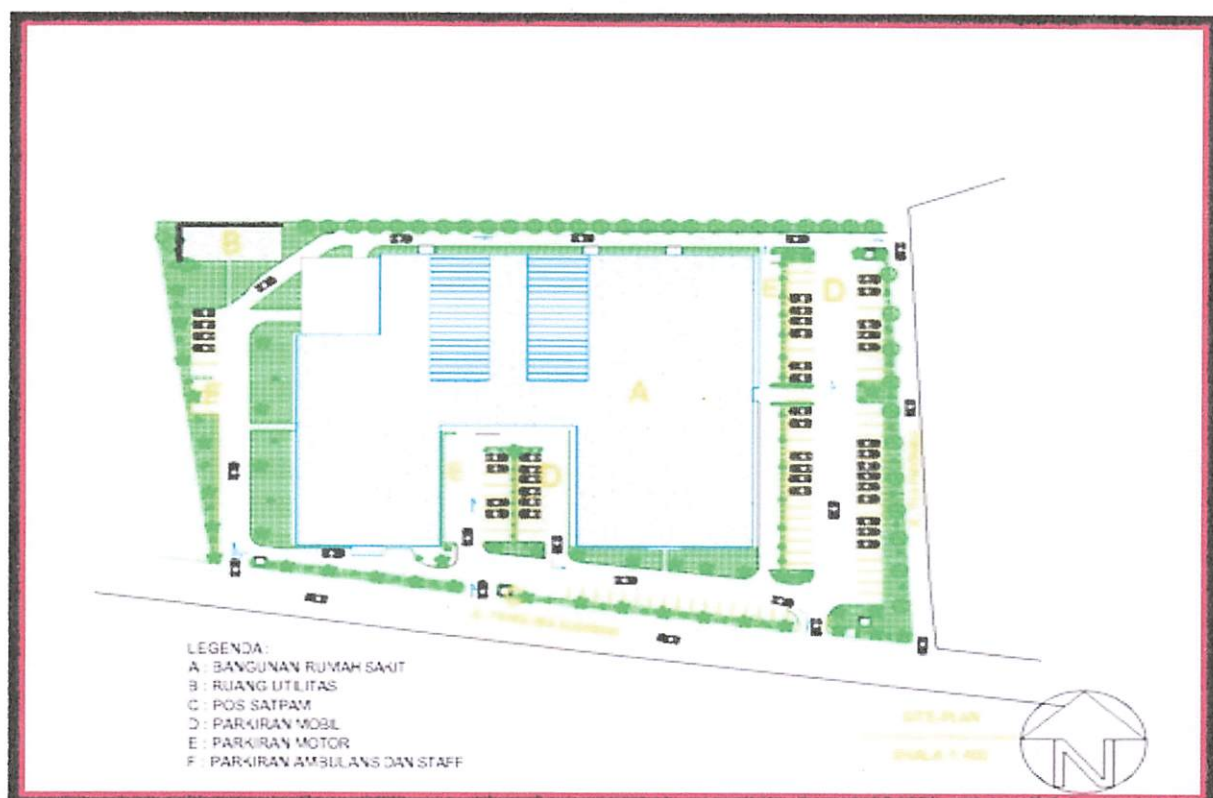 B
E
D
A
E
D
LEGENDA :
A : BANGUNAN RUMAH SAKIT
B : RUANG UTILITAS
C : POS SATPAM
D : PARKIRAN MOBIL
E : PARKIRAN MOTOR
F : PARKIRAN AMBULANS DAN STAFF
SITE-PLAN
N